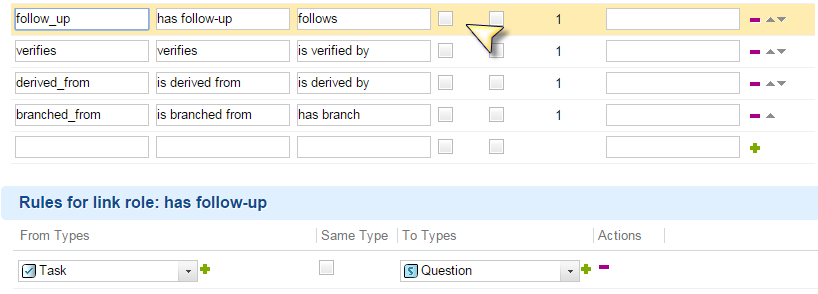 follow_up has follow-up follows 1
verifies verifies is verified by 1
derived_from is derived from is derived by 1
branched_from is branched from has branch 1
Rules for link role: has follow-up
From Types Same Type To Types Actions
Task Question